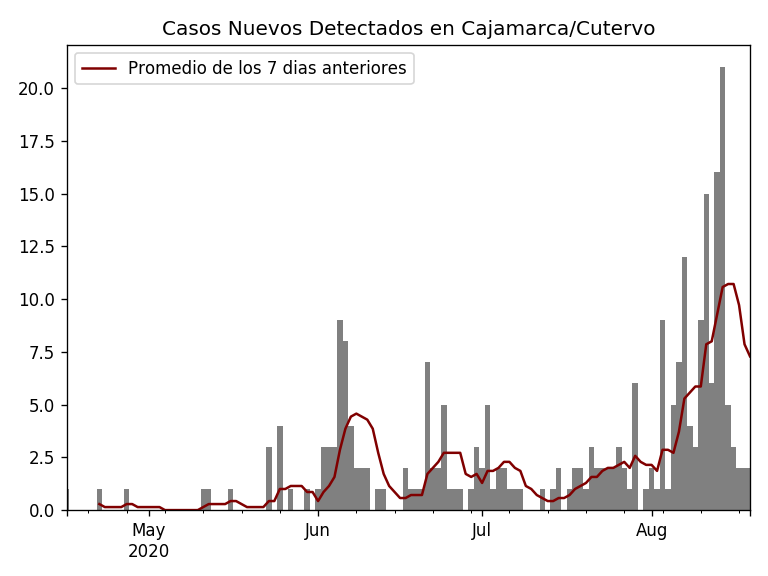 Casos Nuevos Detectados en Cajamarca/Cutervo
Promedio de los 7 dias anteriores
20.0
17.5
15.0
12.5
10.0
7.5
5.0
2.5
0.0
May
2020
Jun
Jul
Aug